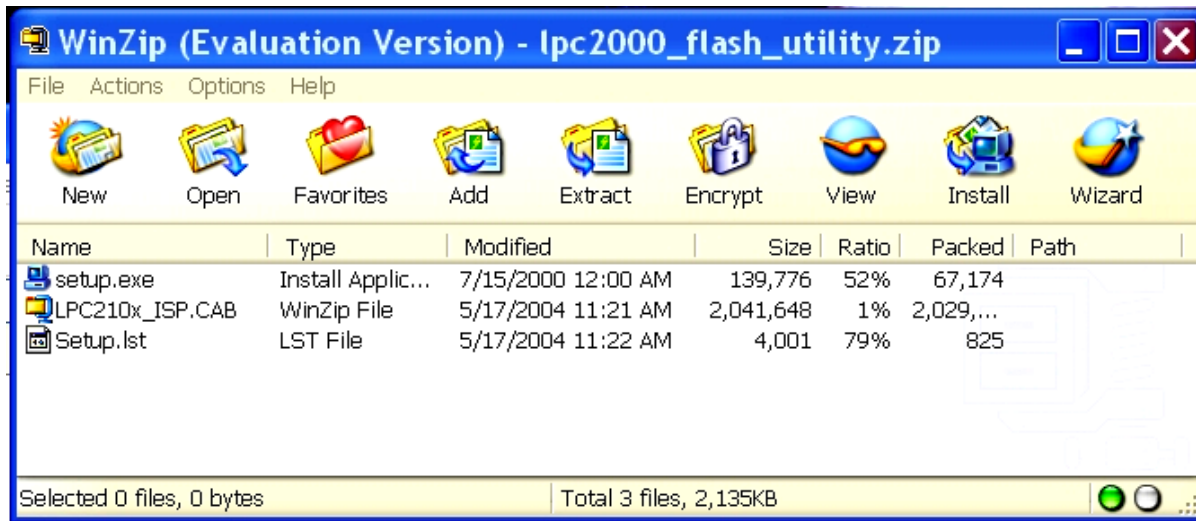 WinZip (Evaluation Version) - lpc2000_flash_utility.zip
File Actions Options Help
New Open Favorites Add Extract Encrypt View Install Wizard
Name Type Modified Size Ratio Packed Path
setup.exe Install Applic... 7/15/2000 12:00 AM 139,776 52% 67,174
LPC210x_ISP.CAB WinZip File 5/17/2004 11:21 AM 2,041,648 1% 2,029,...
Setup.lst LST File 5/17/2004 11:22 AM 4,001 79% 825
Selected 0 files, 0 bytes Total 3 files, 2,135KB